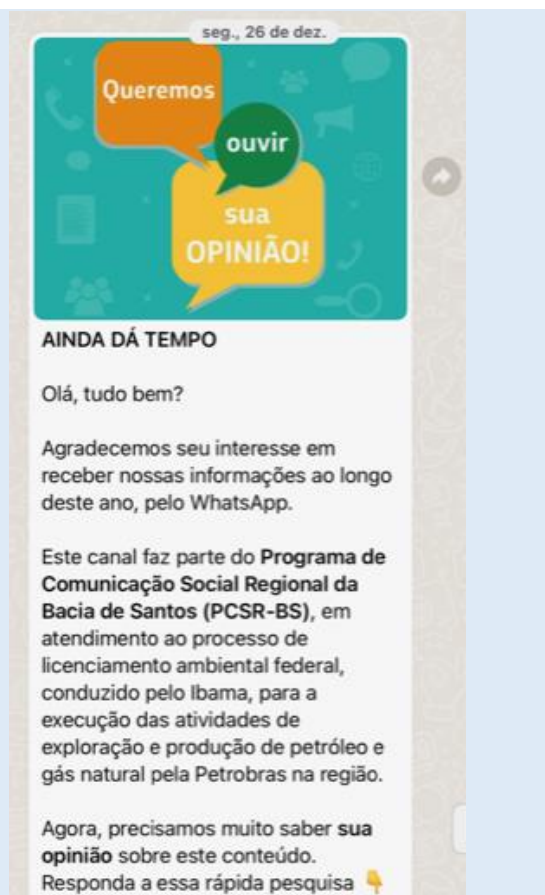 seg., 26 de dez.
Queremos
ouvir
sua
OPINIÃO!
AINDA DÁ TEMPO
Olá, tudo bem?
Agradecemos seu interesse em
receber nossas informações ao longo
deste ano, pelo WhatsApp.
Este canal faz parte do Programa de
Comunicação Social Regional da
Bacia de Santos (PCSR-BS), em
atendimento ao processo de
licenciamento ambiental federal,
conduzido pelo Ibama, para a
execução das atividades de
exploração e produção de petróleo e
gás natural pela Petrobras na região.
Agora, precisamos muito saber sua
opinião sobre este conteúdo.
Responda a essa rápida pesquisa 👇